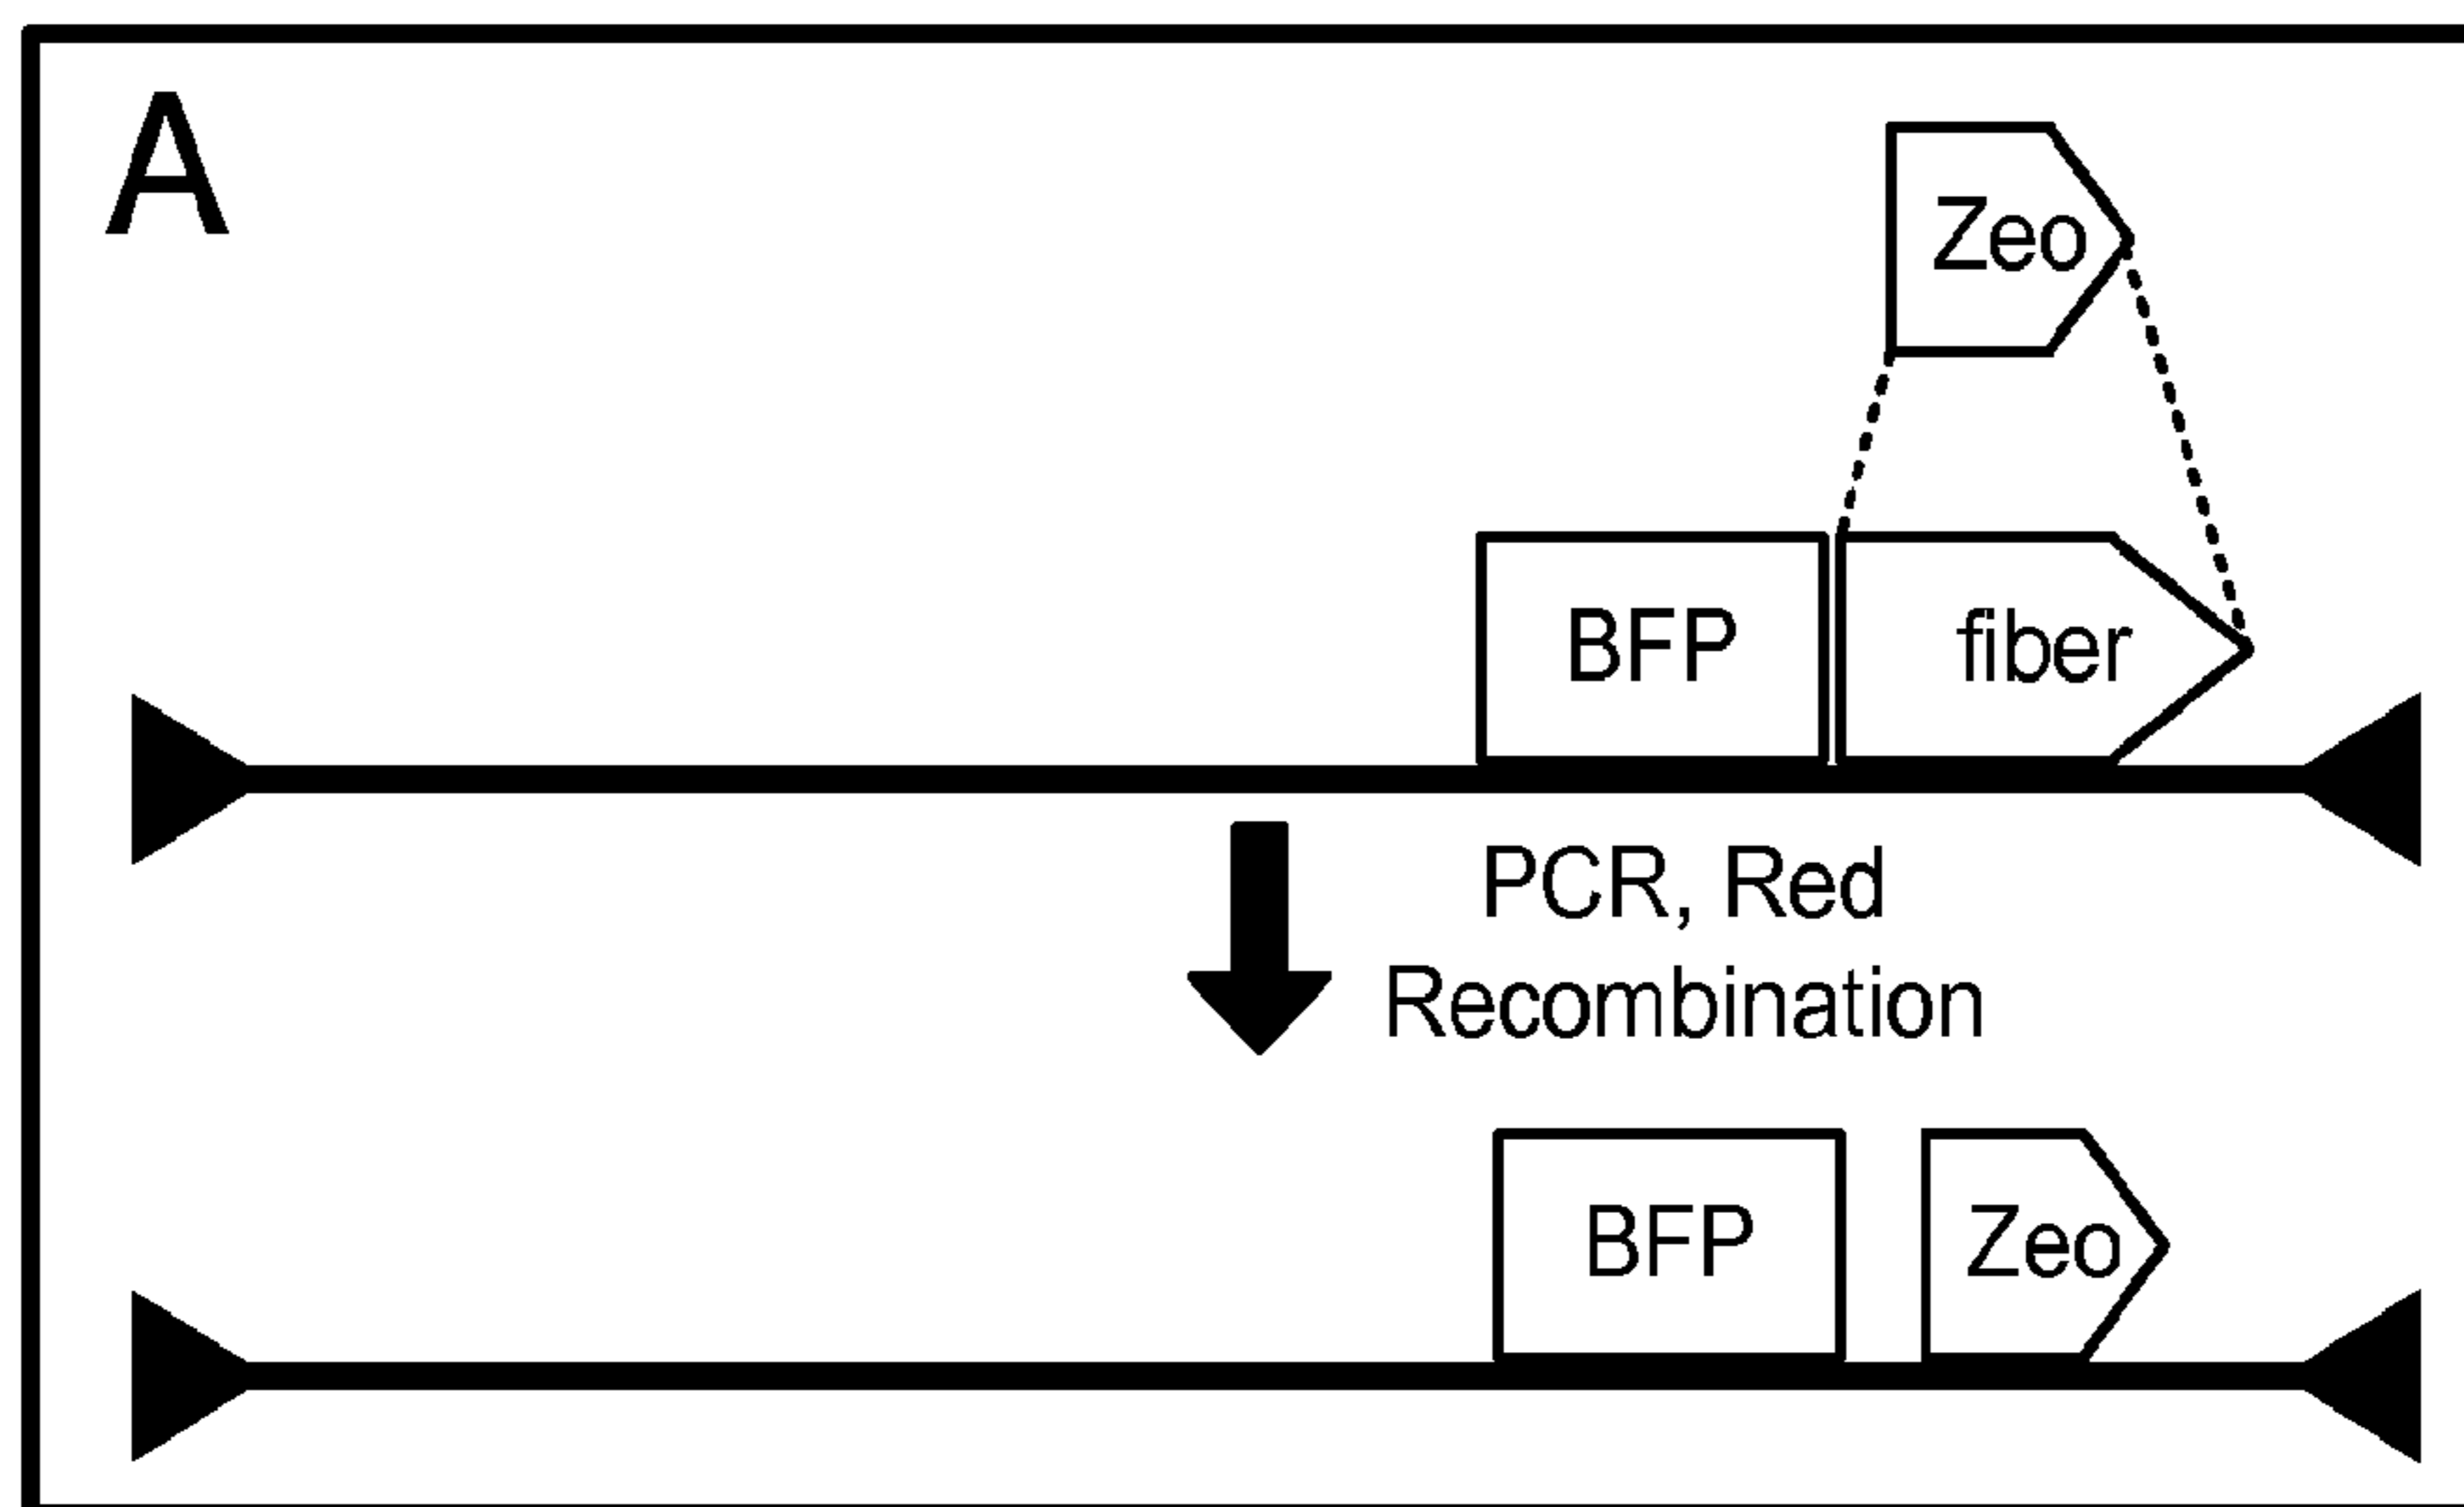 A
Zeo
BFP
fiber
PCR, Red
Recombination
BFP
Zeo